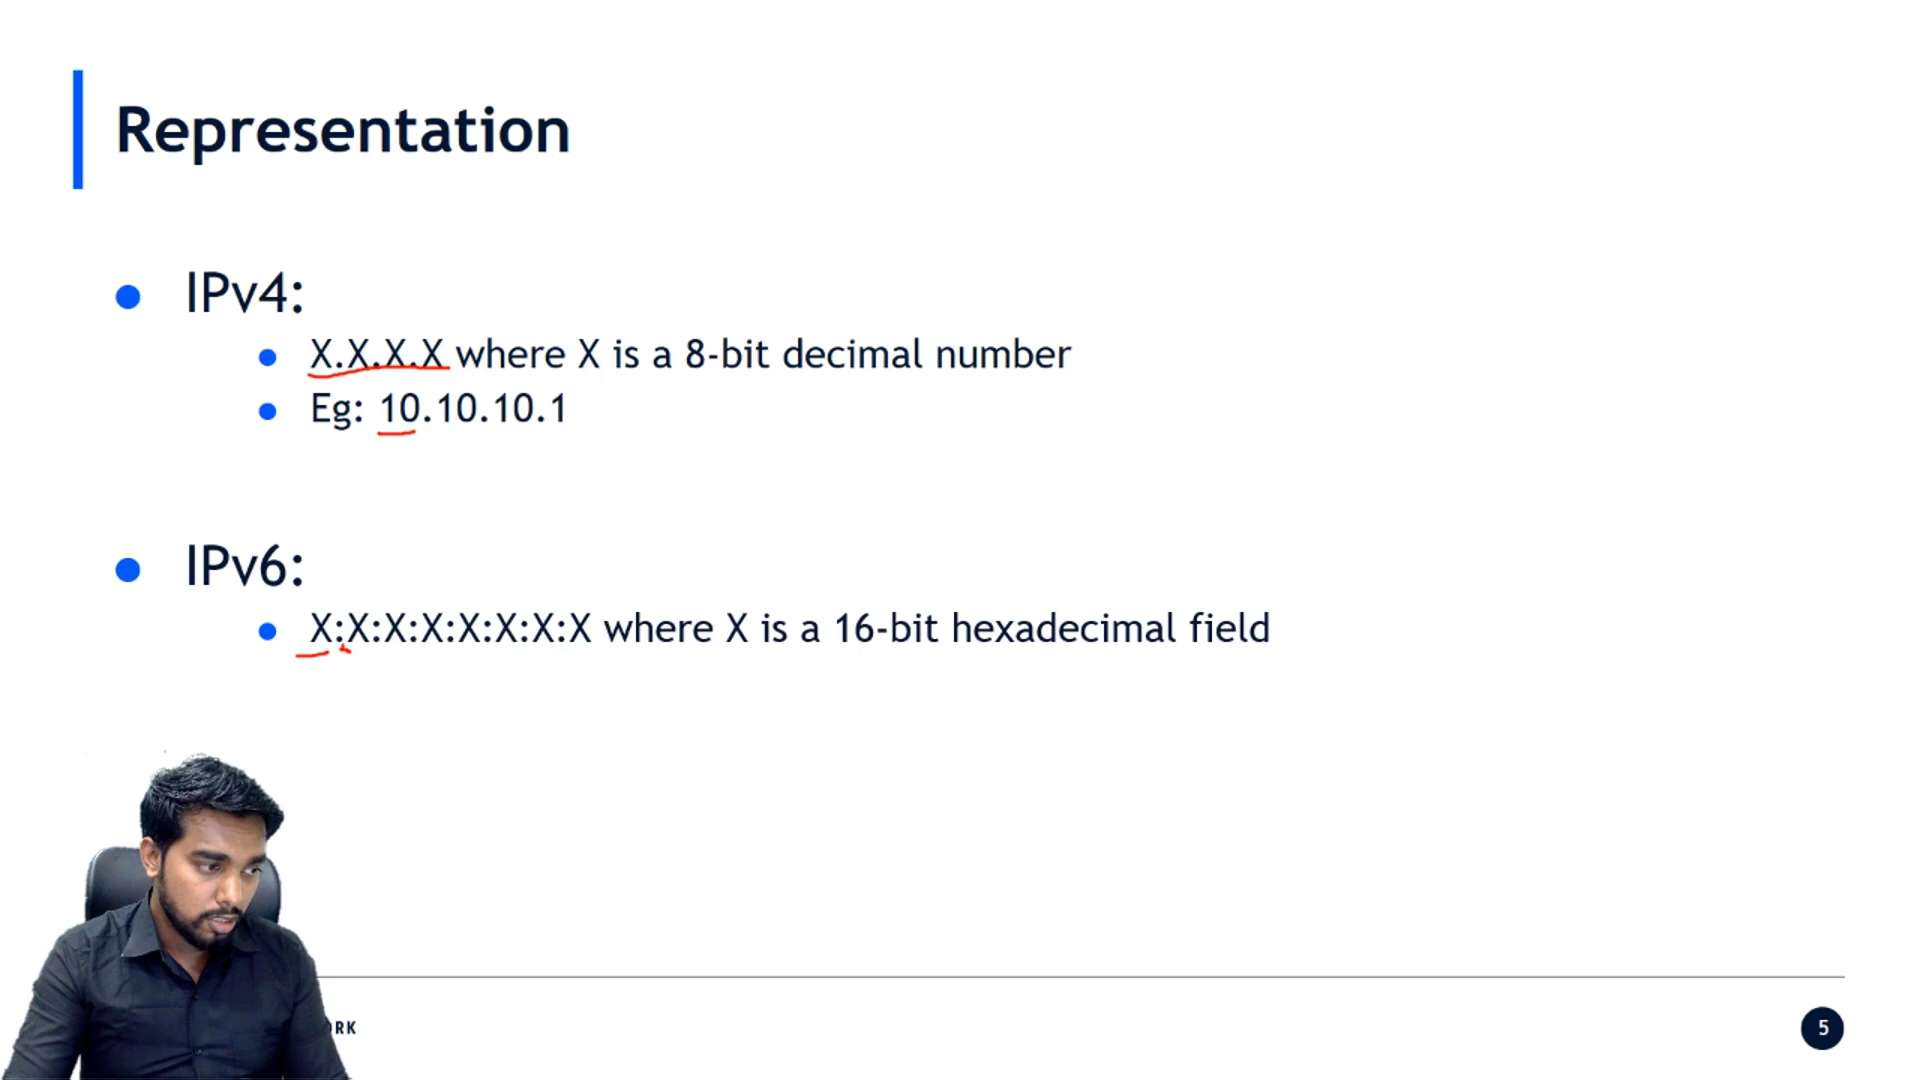 Representation
IPv4:
X.X.X.X where X is a 8-bit decimal number
Eg: 10.10.10.1
IPv6:
X:X:X:X:X:X:X:X where X is a 16-bit hexadecimal field
5